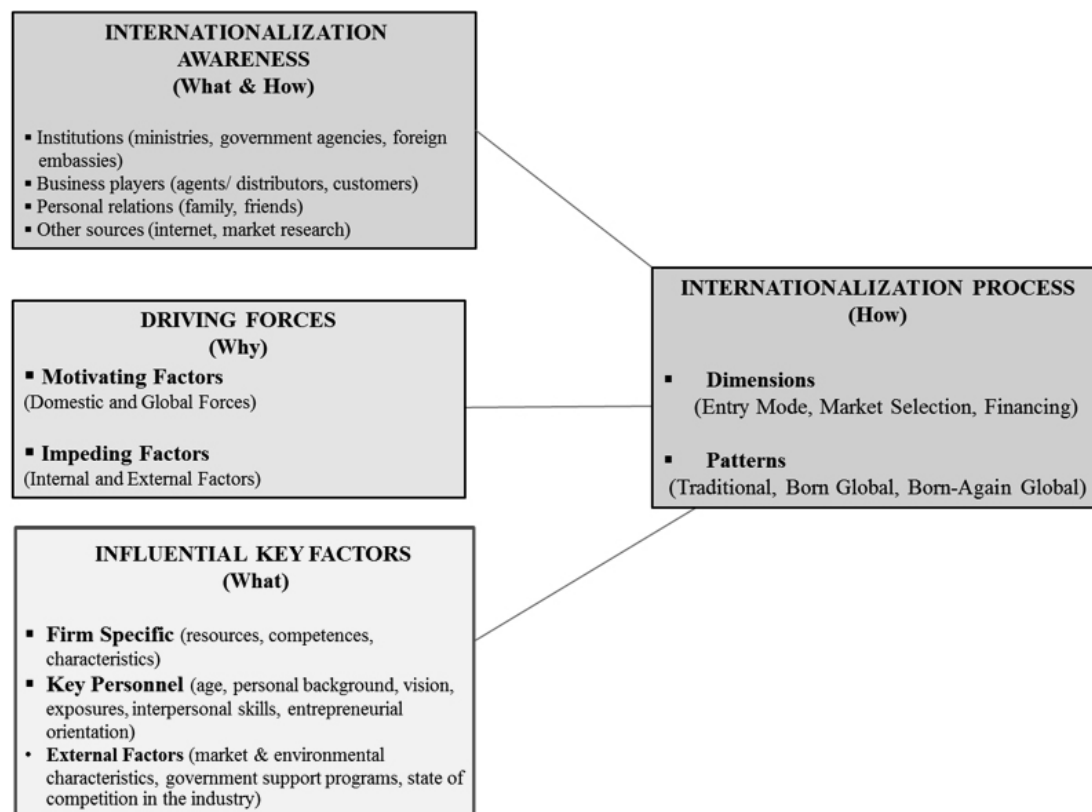 INTERNATIONALIZATION
AWARENESS
(What & How)
▪ Institutions (ministries, government agencies, foreign
embassies)
▪ Business players (agents/ distributors, customers)
▪ Personal relations (family, friends)
▪ Other sources (internet, market research)
DRIVING FORCES
(Why)
▪ Motivating Factors
(Domestic and Global Forces)
▪ Impeding Factors
(Internal and External Factors)
INFLUENTIAL KEY FACTORS
(What)
▪ Firm Specific (resources, competences,
characteristics)
▪ Key Personnel (age, personal background, vision,
exposures, interpersonal skills, entrepreneurial
orientation)
• External Factors (market & environmental
characteristics, government support programs, state of
competition in the industry)
INTERNATIONALIZATION PROCESS
(How)
▪ Dimensions
(Entry Mode, Market Selection, Financing)
▪ Patterns
(Traditional, Born Global, Born-Again Global)